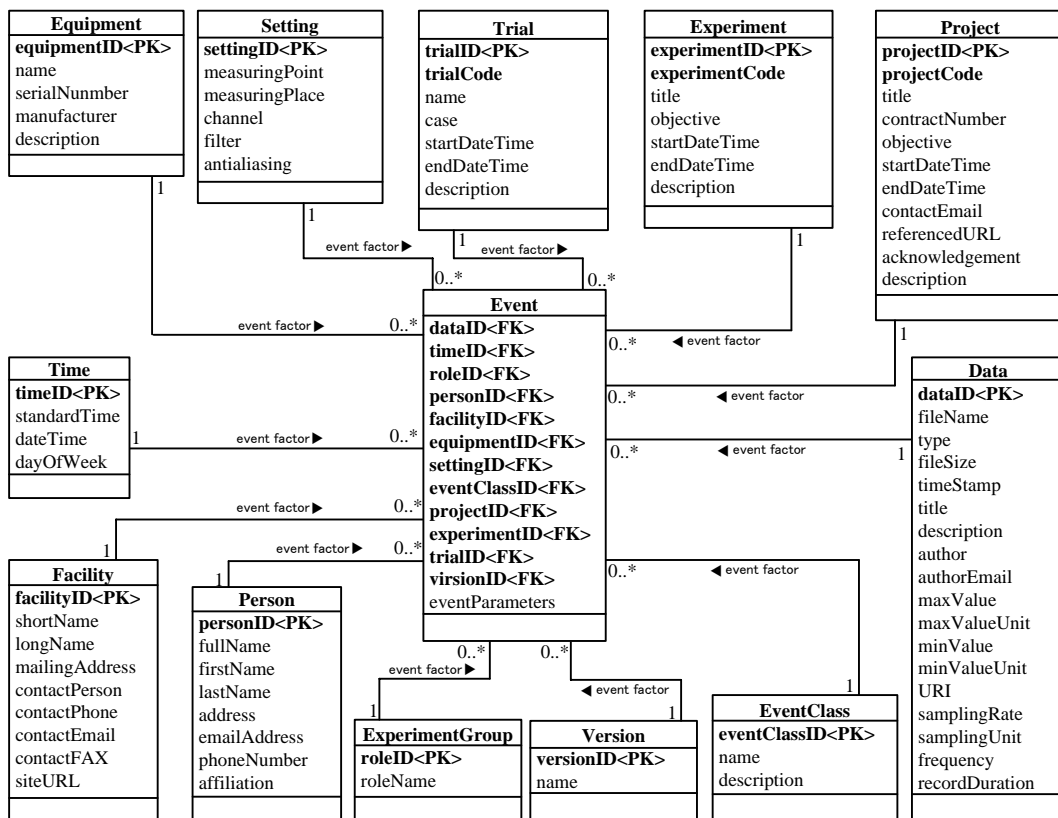 Equipment
equipmentID<PK>
name
serialNunmber
manufacturer
description
Setting
settingID<PK>
measuringPoint
measuringPlace
channel
filter
antialiasing
Trial
trialID<PK>
trialCode
name
case
startDateTime
endDateTime
description
Experiment
experimentID<PK>
experimentCode
title
objective
startDateTime
endDateTime
description
Project
projectID<PK>
projectCode
title
contractNumber
objective
startDateTime
endDateTime
contactEmail
referencedURL
acknowledgement
description
1
1
1
1
1
event factor ▶
event factor ▶
0..*
0..*
event factor ▶
0..*
0..*
◀ event factor
Event
dataID<FK>
timeID<FK>
roleID<FK>
personID<FK>
facilityID<FK>
equipmentID<FK>
settingID<FK>
eventClassID<FK>
projectID<FK>
experimentID<FK>
trialID<FK>
virsionID<FK>
eventParameters
0..*
◀ event factor
Time
timeID<PK>
standardTime
dateTime
dayOfWeek
1
event factor ▶
0..*
0..*
◀ event factor
1
Data
dataID<PK>
fileName
type
fileSize
timeStamp
title
description
author
authorEmail
maxValue
maxValueUnit
minValue
minValueUnit
URI
samplingRate
samplingUnit
frequency
recordDuration
event factor ▶
0..*
1
event factor ▶
0..*
1
0..*
◀ event factor
1
Facility
facilityID<PK>
shortName
longName
mailingAddress
contactPerson
contactPhone
contactEmail
contactFAX
siteURL
Person
personID<PK>
fullName
firstName
lastName
address
emailAddress
phoneNumber
affiliation
0..*
event factor ▶
1
0..*
◀ event factor
1
ExperimentGroup
roleID<PK>
roleName
Version
versionID<PK>
name
EventClass
eventClassID<PK>
name
description